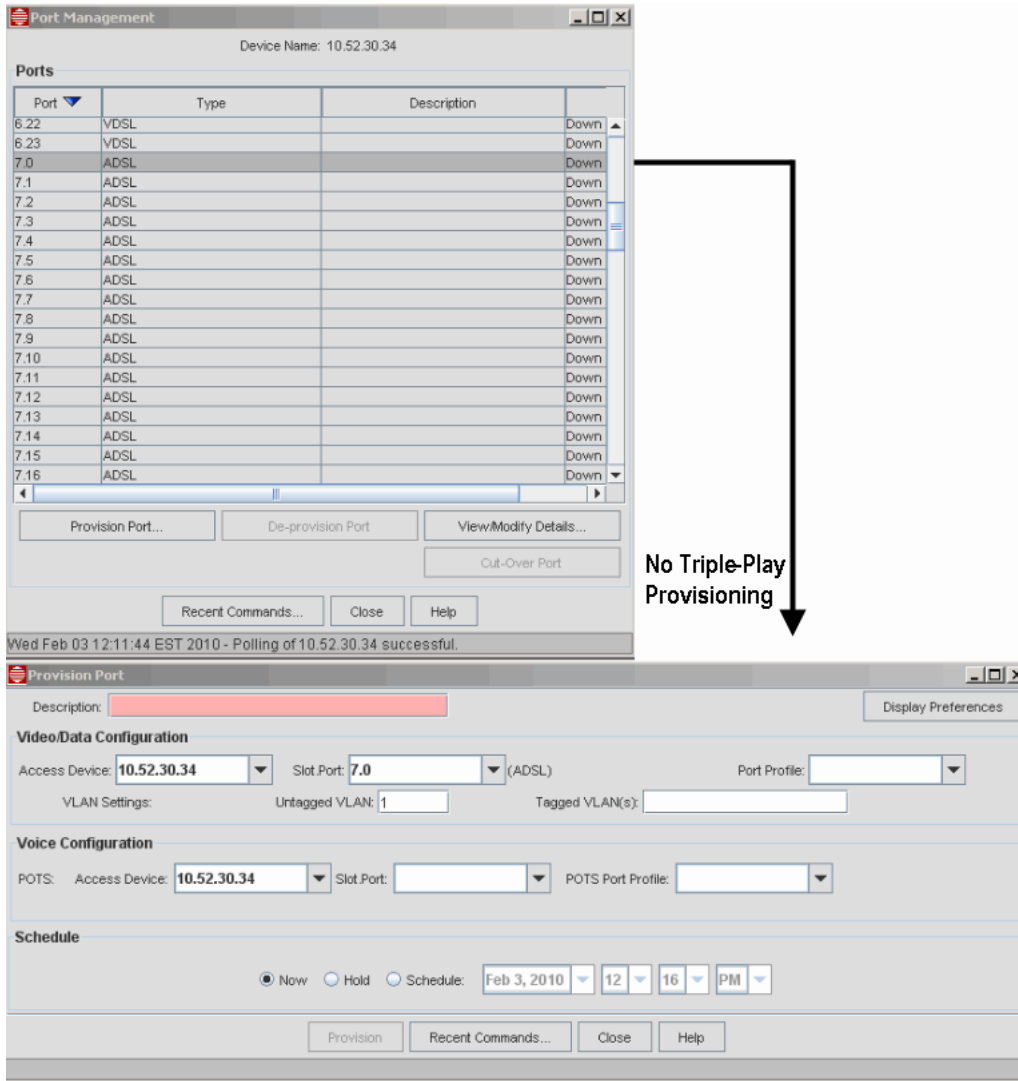 Port Management
Device Name: 10.52.30.34
Ports
Port Type Description
6.22 VDSL Down
6.23 VDSL Down
7.0 ADSL Down
7.1 ADSL Down
7.2 ADSL Down
7.3 ADSL Down
7.4 ADSL Down
7.5 ADSL Down
7.6 ADSL Down
7.7 ADSL Down
7.8 ADSL Down
7.9 ADSL Down
7.10 ADSL Down
7.11 ADSL Down
7.12 ADSL Down
7.13 ADSL Down
7.14 ADSL Down
7.15 ADSL Down
7.16 ADSL Down
Provision Port... De-provision Port View/Modify Details...
Cut-Over Port
Recent Commands... Close Help
Wed Feb 03 12:11:44 EST 2010 - Polling of 10.52.30.34 successful.
No Triple-Play
Provisioning
Provision Port
Description: Display Preferences
Video/Data Configuration
Access Device: 10.52.30.34 Slot.Port: 7.0 (ADSL) Port Profile:
VLAN Settings: Untagged VLAN: 1 Tagged VLAN(s):
Voice Configuration
POTS: Access Device: 10.52.30.34 Slot.Port: POTS Port Profile:
Schedule
Now Hold Schedule: Feb 3, 2010 12 16 PM
Provision Recent Commands... Close Help